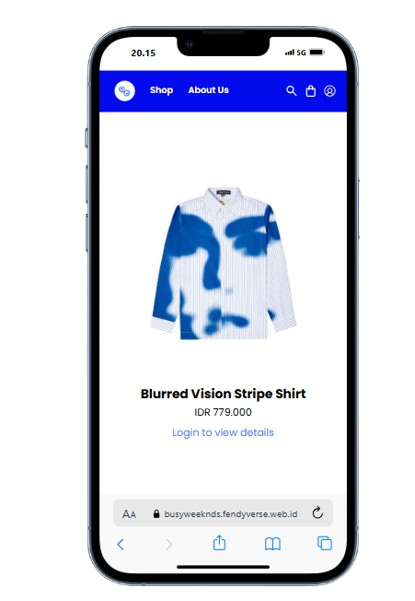 20.15
5G
Shop
About Us
Blurred Vision Stripe Shirt
IDR 779.000
Login to view details
AA
busyweeknds.fendyverse.web.id